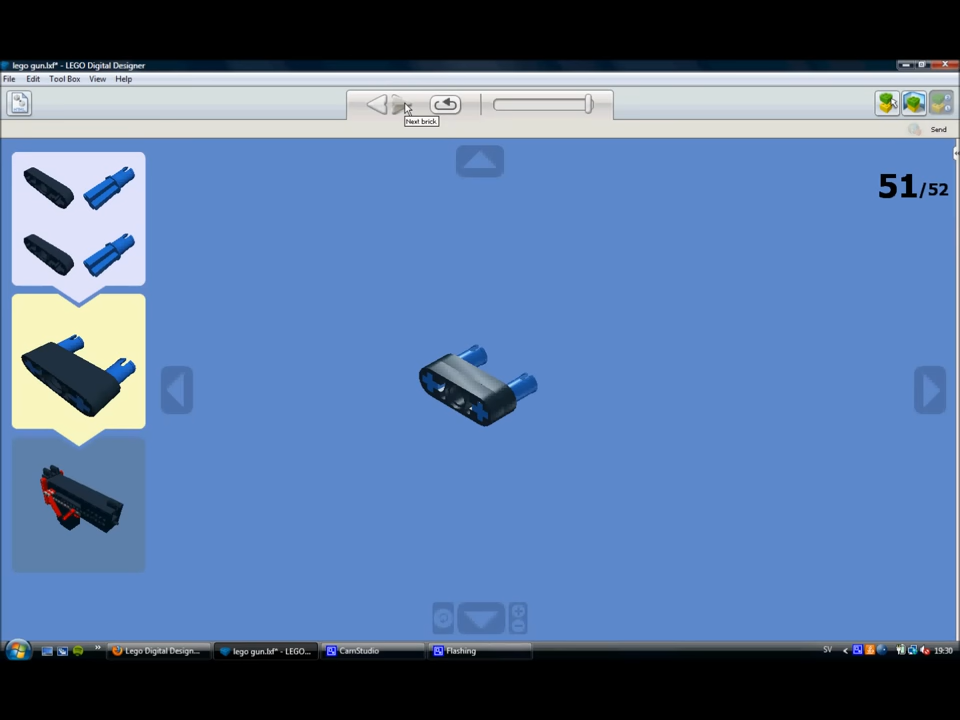 lego gun.lxf* - LEGO Digital Designer
File Edit Tool Box View Help
Next brick
Send
51/52
Lego Digital Design...
lego gun.lxf* - LEGO...
CamStudio
Flashing
SV
19:30